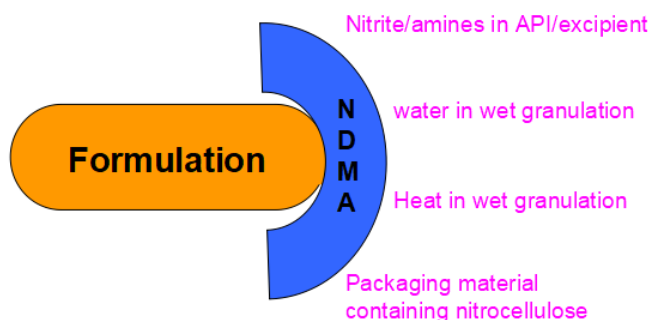 Nitrite/amines in API/excipient
water in wet granulation
Formulation
N
D
M
A
Heat in wet granulation
Packaging material
containing nitrocellulose